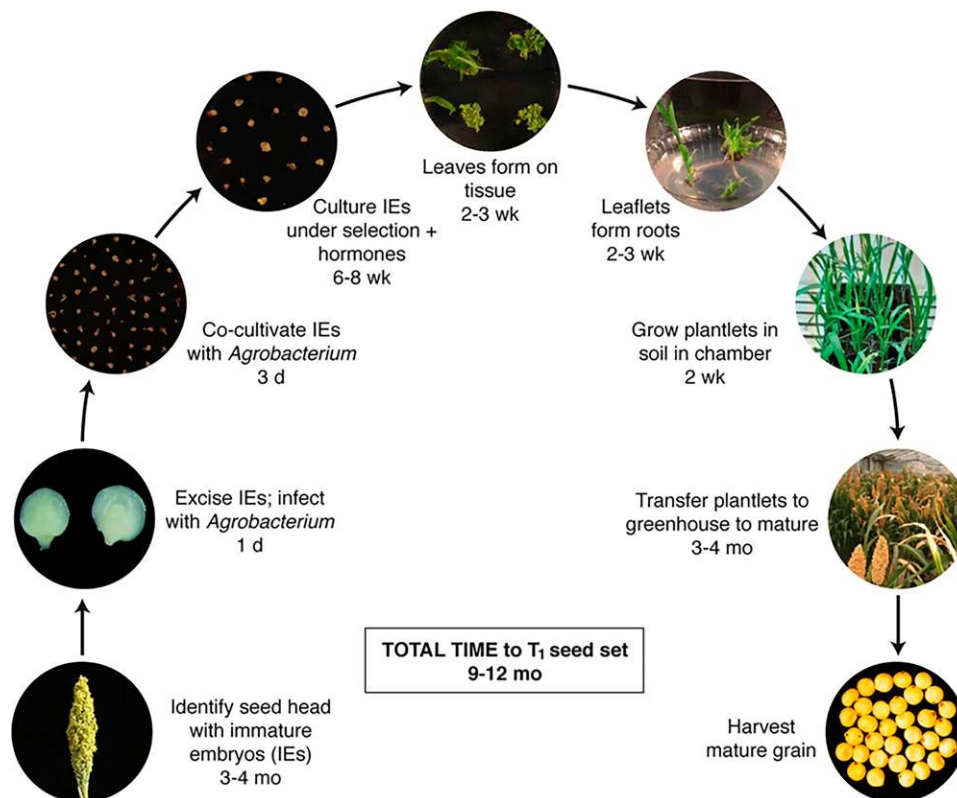 Identify seed head
with immature
embryos (IEs)
3-4 mo
Excise IEs; infect
with Agrobacterium
1 d
Co-cultivate IEs
with Agrobacterium
3 d
Culture IEs
under selection +
hormones
6-8 wk
Leaves form on
tissue
2-3 wk
Leaflets
form roots
2-3 wk
Grow plantlets in
soil in chamber
2 wk
Transfer plantlets to
greenhouse to mature
3-4 mo
Harvest
mature grain
TOTAL TIME to T₁ seed set
9-12 mo